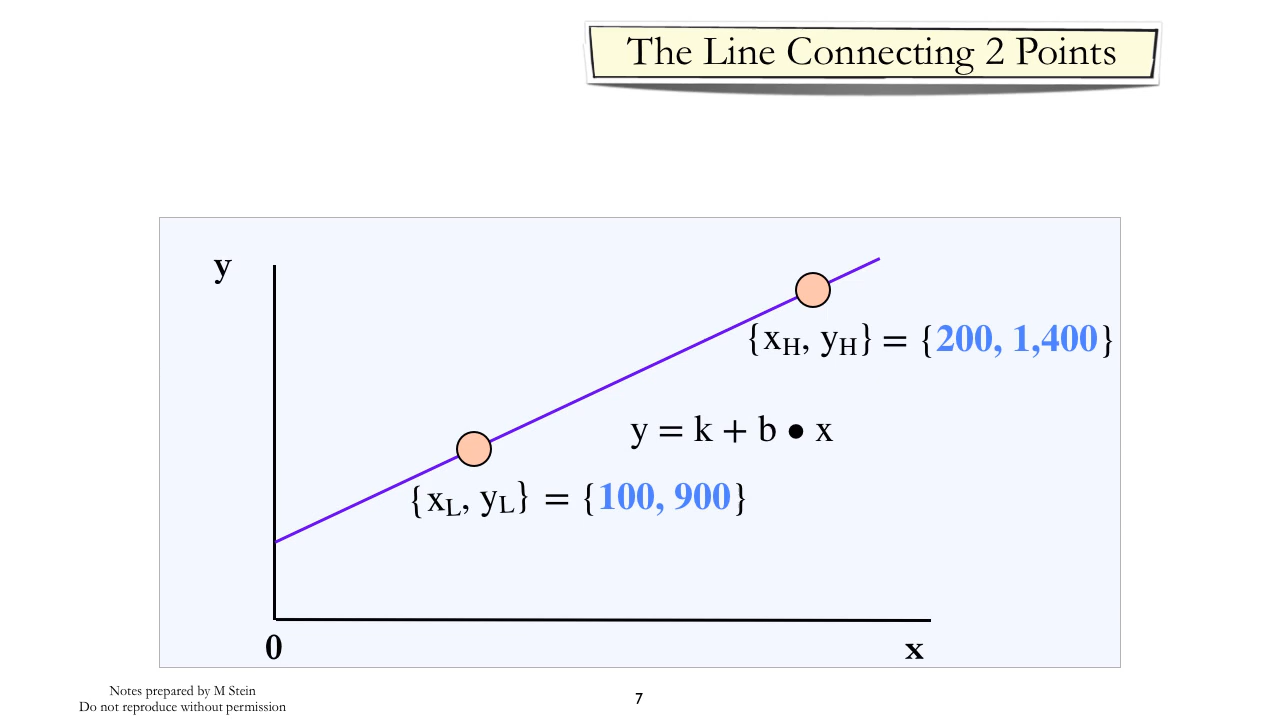 The Line Connecting 2 Points
y
{xH, yH} = {200, 1,400}
y = k + b • x
{xL, yL} = {100, 900}
0
x
Notes prepared by M Stein
Do not reproduce without permission
7